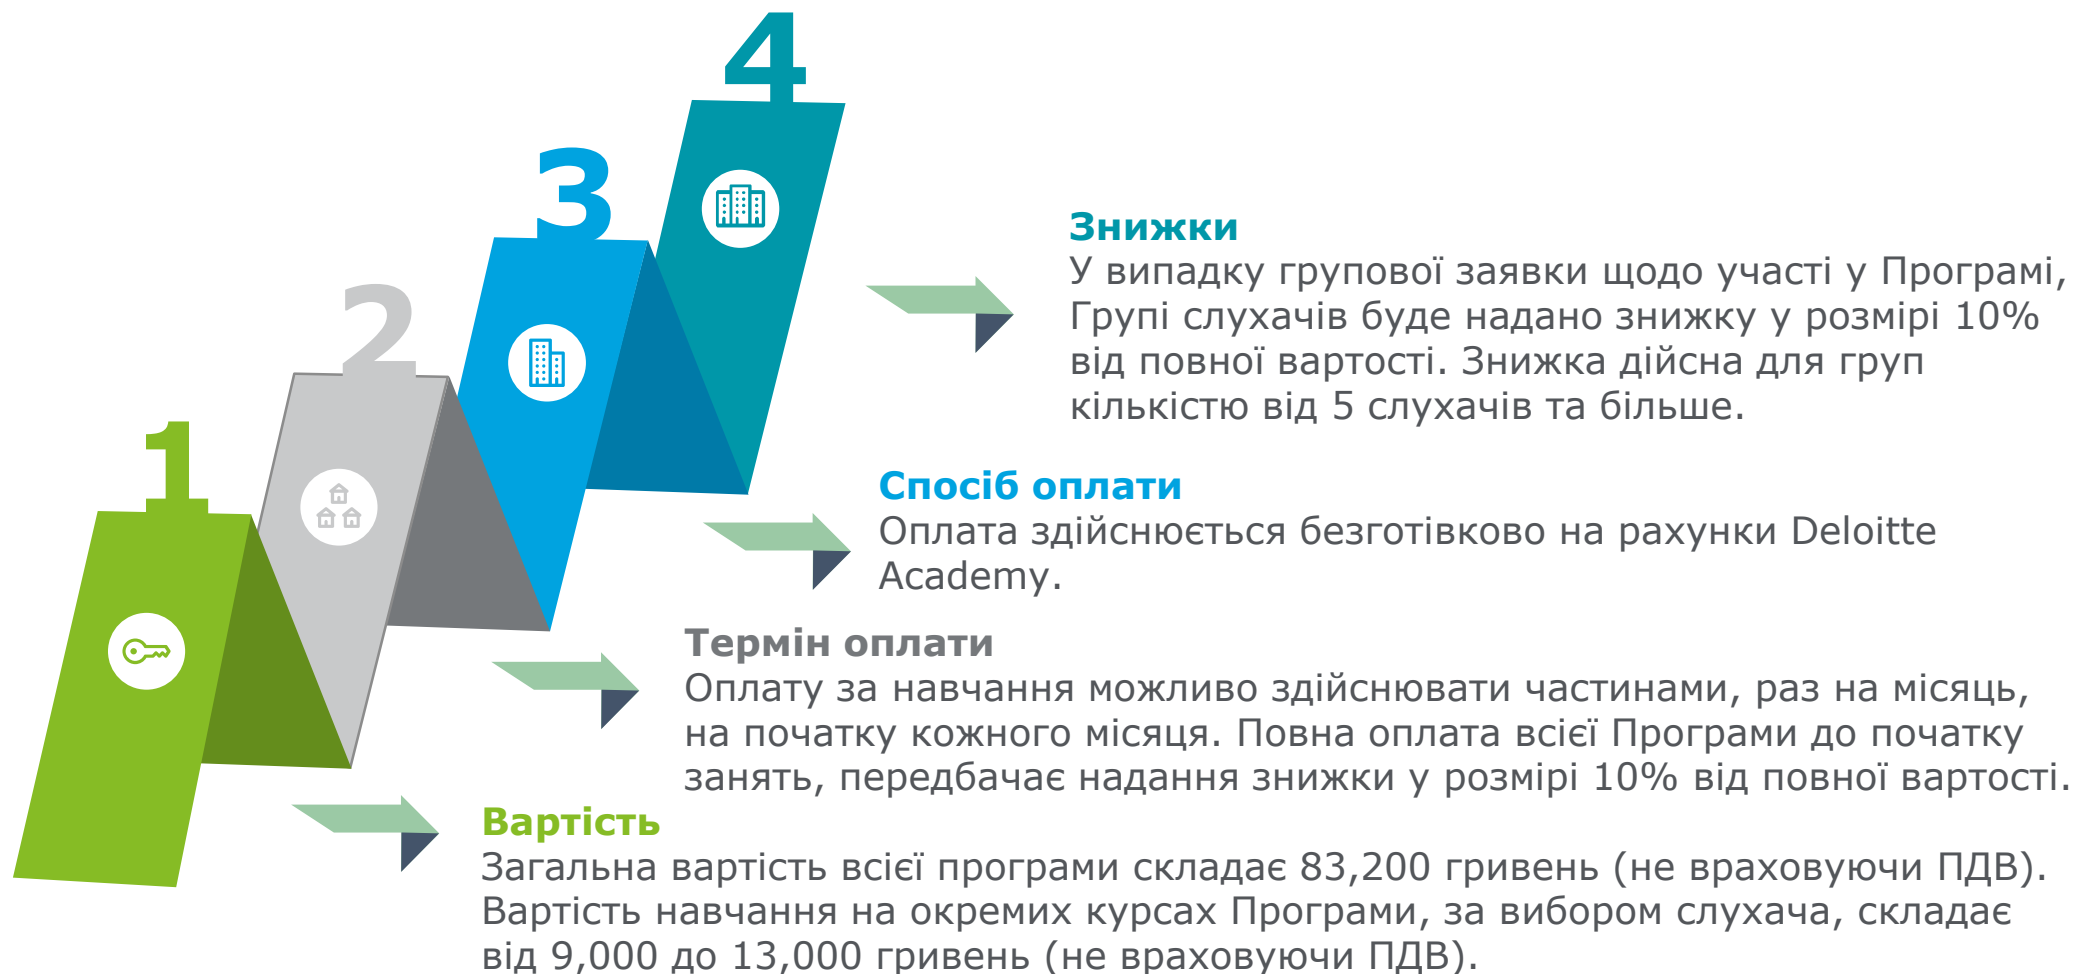 4
3
2
1
Знижки
У випадку групової заявки щодо участі у Програмі,
Групі слухачів буде надано знижку у розмірі 10%
від повної вартості. Знижка дійсна для груп
кількістю від 5 слухачів та більше.
Спосіб оплати
Оплата здійснюється безготівково на рахунки Deloitte
Academy.
Термін оплати
Оплату за навчання можливо здійснювати частинами, раз на місяць,
на початку кожного місяця. Повна оплата всієї Програми до початку
занять, передбачає надання знижки у розмірі 10% від повної вартості.
Вартість
Загальна вартість всієї програми складає 83,200 гривень (не враховуючи ПДВ).
Вартість навчання на окремих курсах Програми, за вибором слухача, складає
від 9,000 до 13,000 гривень (не враховуючи ПДВ).